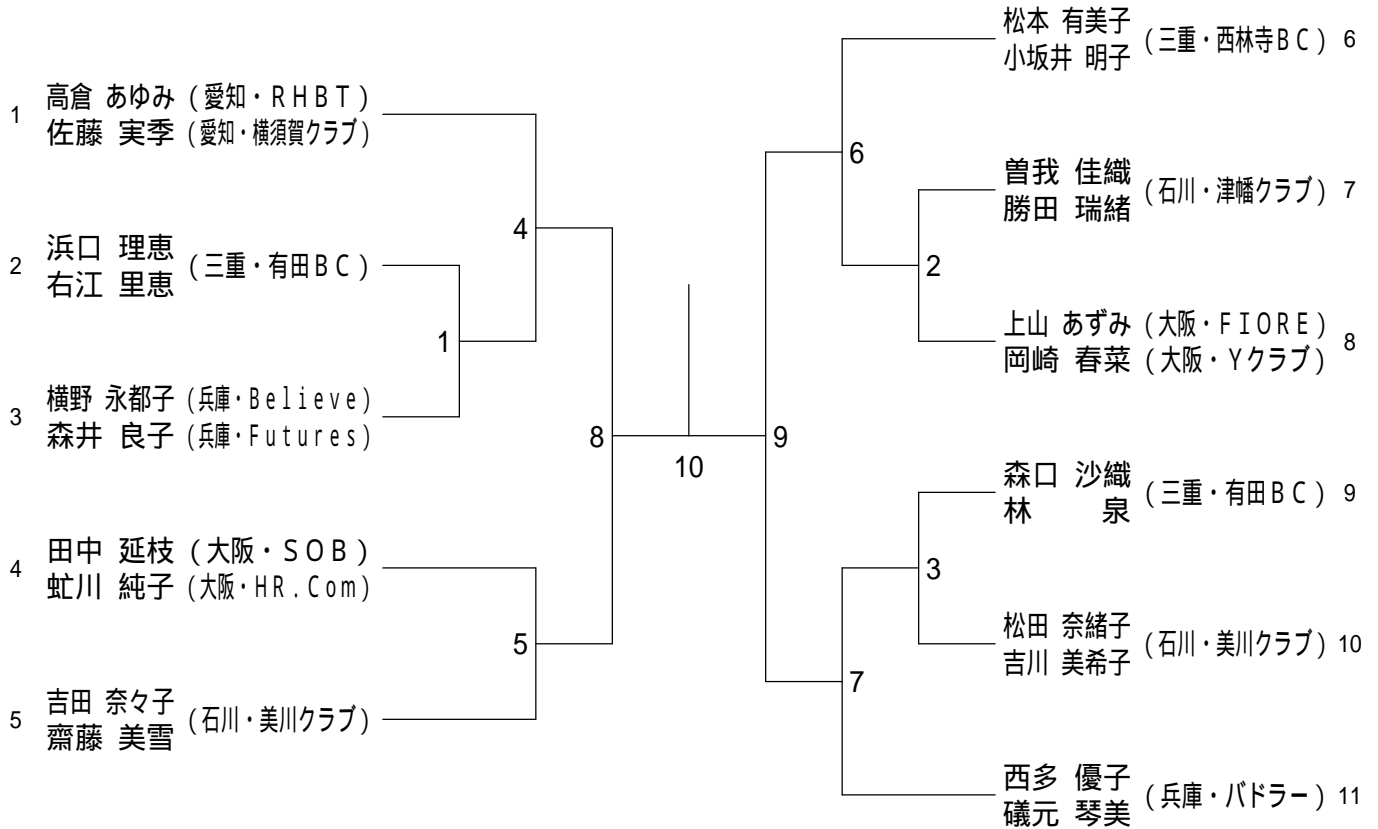 1 高倉 あゆみ (愛知・RHBT)
佐藤 実季 (愛知・横須賀クラブ)
2 浜口 理恵 (三重・有田BC)
右江 里恵
3 横野 永都子 (兵庫・Believe)
森井 良子 (兵庫・Futures)
4 田中 延枝 (大阪・SOB)
虻川 純子 (大阪・HR.Com)
5 吉田 奈々子 (石川・美川クラブ)
齋藤 美雪
4
1
8
5
10
9
6
2
3
7
松本 有美子 (三重・西林寺BC) 6
小坂井 明子
曽我 佳織 (石川・津幡クラブ) 7
勝田 瑞緒
上山 あずみ (大阪・FIORE) 8
岡崎 春菜 (大阪・Yクラブ)
森口 沙織 (三重・有田BC) 9
林 泉
松田 奈緒子 (石川・美川クラブ) 10
吉川 美希子
西多 優子 (兵庫・バドラー) 11
礒元 琴美